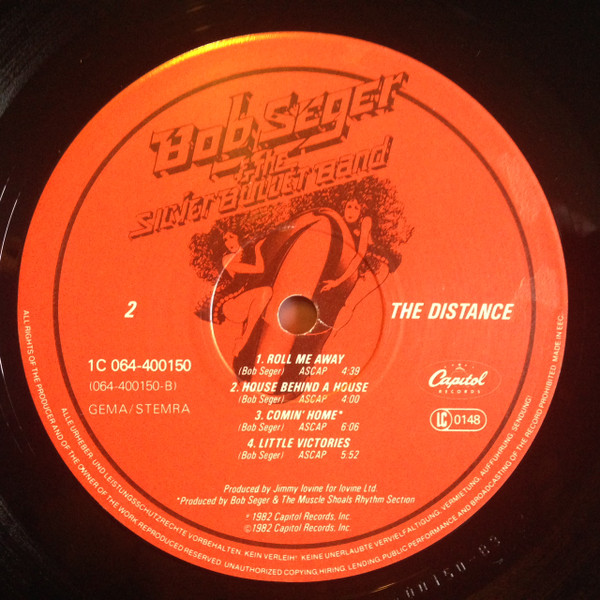 Bob Seger
& The
Silver Bullet Band
2
THE DISTANCE
1C 064-400150
(064-400150-B)
GEMA/STEMRA
1. ROLL ME AWAY
(Bob Seger) ASCAP 4:39
2. HOUSE BEHIND A HOUSE
(Bob Seger) ASCAP 4:00
3. COMIN' HOME*
(Bob Seger) ASCAP 6:06
4. LITTLE VICTORIES
(Bob Seger) ASCAP 5:52
Capitol
RECORDS
LC 0148
Produced by Jimmy Iovine for Iovine Ltd.
*Produced by Bob Seger & The Muscle Shoals Rhythm Section
1982 Capitol Records, Inc.
©1982 Capitol Records, Inc.
ALLE URHEBER- UND LEISTUNGSSCHUTZRECHTE VORBEHALTEN. KEIN VERLEIH! KEINE UNERLAUBTE VERVIELFÄLTIGUNG, VERMIETUNG, AUFFÜHRUNG, SENDUNG!
ALL RIGHTS OF THE PRODUCER AND OF THE OWNER OF THE WORK REPRODUCED RESERVED. UNAUTHORIZED COPYING, HIRING, LENDING, PUBLIC PERFORMANCE AND BROADCASTING OF THE RECORD PROHIBITED. MADE IN EEC.